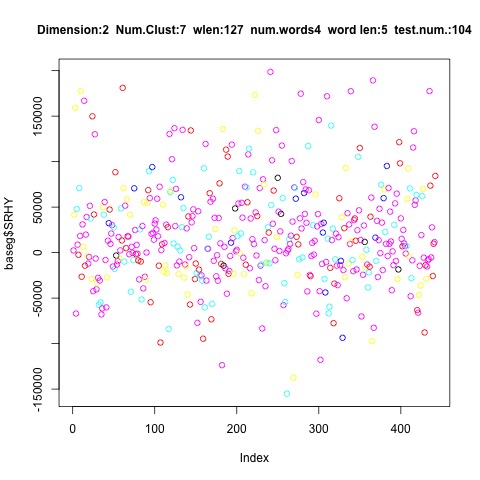 Dimension:2 Num.Clust:7 wlen:127 num.words4 word len:5 test.num.:104
baseg$SRHY
150000
50000
0
-50000
-150000
0 100 200 300 400
Index